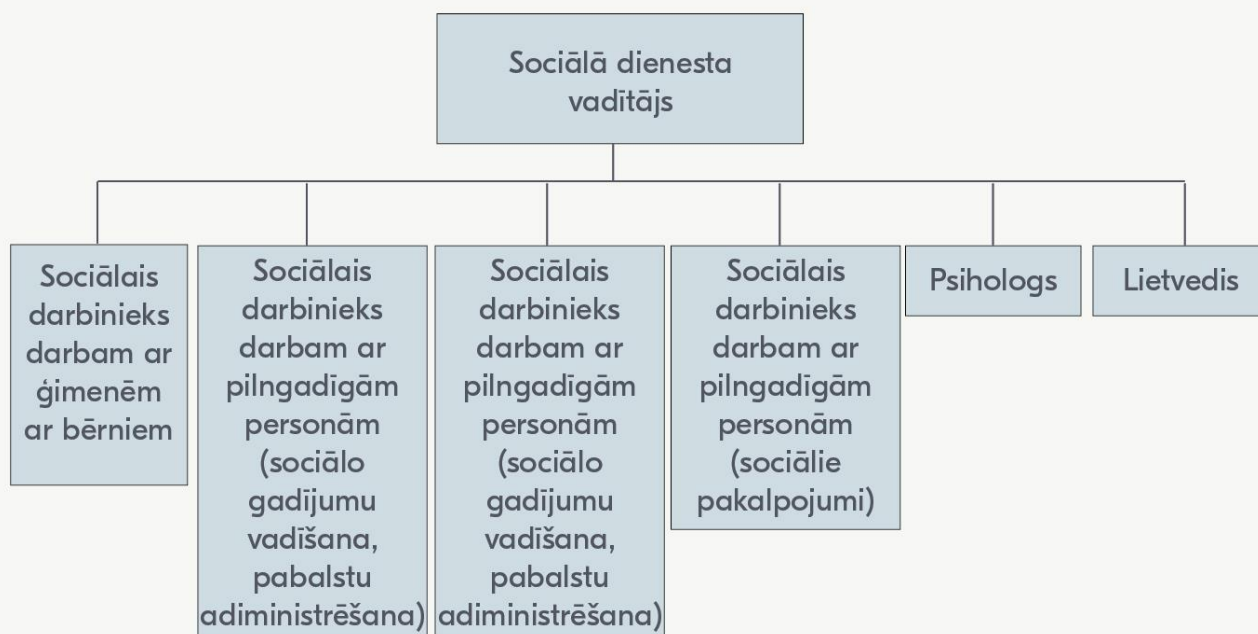 Sociālā dienesta
vadītājs
Sociālais
darbinieks
darbam ar
ģimenēm
ar bērniem
Sociālais
darbinieks
darbam ar
pilngadīgām
personām
(sociālo
gadījumu
vadīšana,
pabalstu
adiministrēšana)
Sociālais
darbinieks
darbam ar
pilngadīgām
personām
(sociālo
gadījumu
vadīšana,
pabalstu
adiministrēšana)
Sociālais
darbinieks
darbam ar
pilngadīgām
personām
(sociālie
pakalpojumi)
Psihologs
Lietvedis